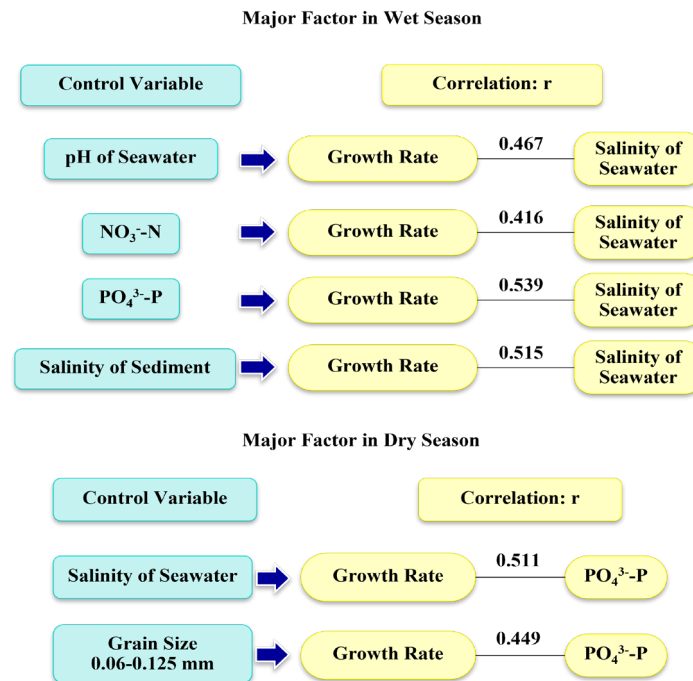 Major Factor in Wet Season
Control Variable
Correlation: r
pH of Seawater
Growth Rate
0.467
Salinity of
Seawater
NO₃⁻-N
Growth Rate
0.416
Salinity of
Seawater
PO₄³⁻-P
Growth Rate
0.539
Salinity of
Seawater
Salinity of Sediment
Growth Rate
0.515
Salinity of
Seawater
Major Factor in Dry Season
Control Variable
Correlation: r
Salinity of Seawater
Growth Rate
0.511
PO₄³⁻-P
Grain Size
0.06-0.125 mm
Growth Rate
0.449
PO₄³⁻-P